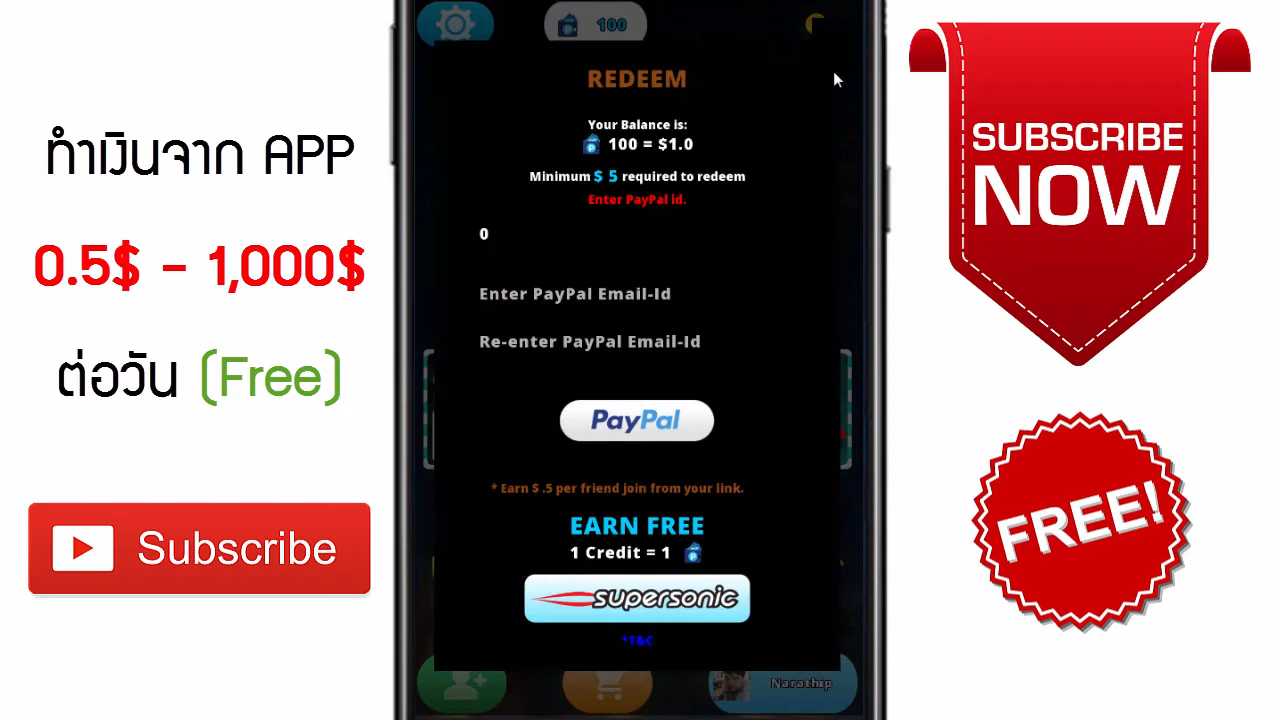 ทำเงินจาก APP
0.5$ - 1,000$
ต่อวัน (Free)
Subscribe
100
REDEEM
Your Balance is:
100 = $1.0
Minimum $ 5 required to redeem
Enter PayPal id.
0
Enter PayPal Email-Id
Re-enter PayPal Email-Id
PayPal
* Earn $ .5 per friend join from your link.
EARN FREE
1 Credit = 1
supersonic
*T&C
Narathip
SUBSCRIBE
NOW
FREE!